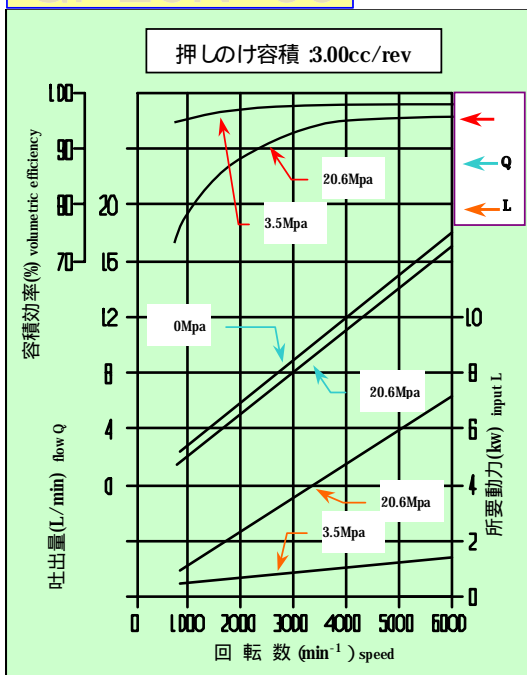 押しのけ容積 :3.00cc/rev
100
90
80
70
容積効率(%) volumetric efficiency
20
16
12
8
4
0
吐出量(L/min) flow Q
Q
L
20.6Mpa
3.5Mpa
0Mpa
20.6Mpa
20.6Mpa
3.5Mpa
10
8
6
4
2
0
所要動力(kw) input L
0 1000 2000 3000 4000 5000 6000
回 転 数 (min⁻¹) speed